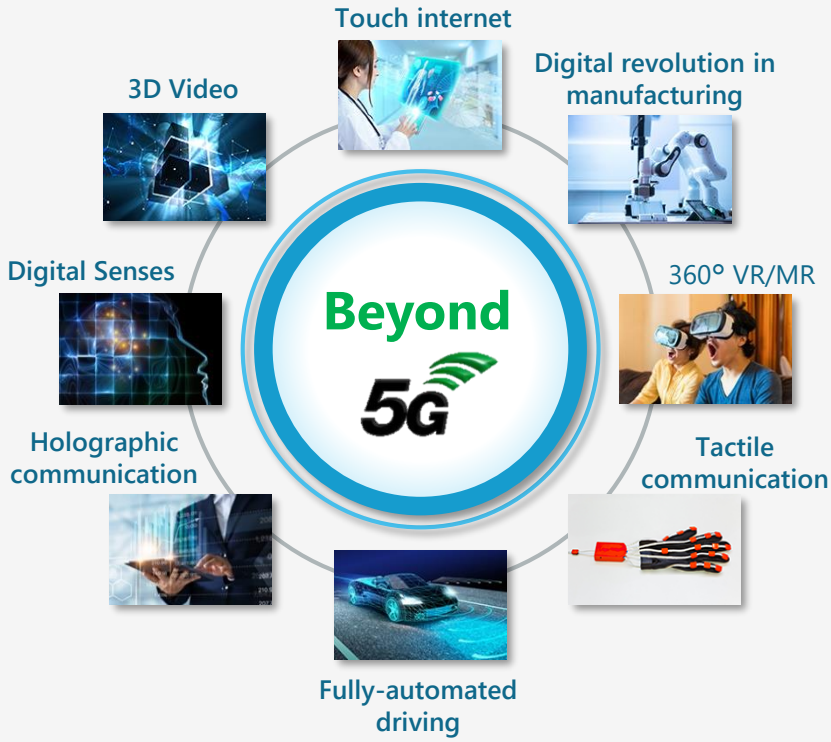 Touch internet
Digital revolution in
manufacturing
3D Video
Digital Senses
360° VR/MR
Beyond
5G
Holographic
communication
Tactile
communication
Fully-automated
driving